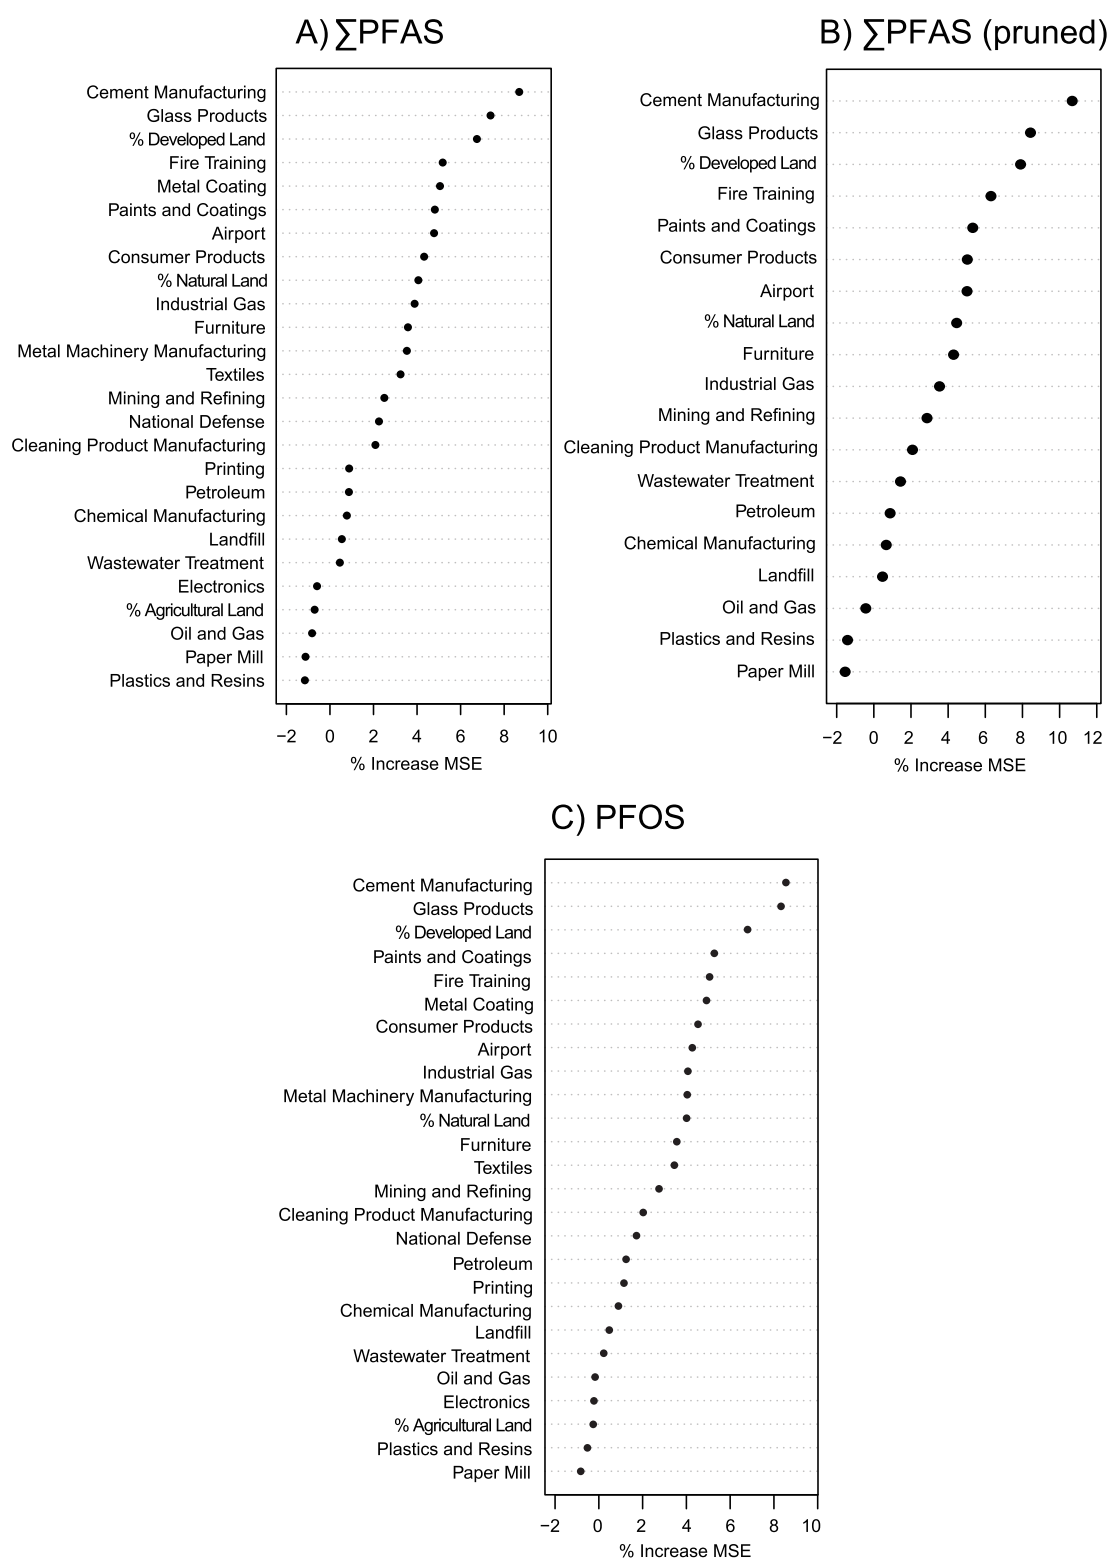 A) ∑PFAS
Cement Manufacturing
Glass Products
% Developed Land
Fire Training
Metal Coating
Paints and Coatings
Airport
Consumer Products
% Natural Land
Industrial Gas
Furniture
Metal Machinery Manufacturing
Textiles
Mining and Refining
National Defense
Cleaning Product Manufacturing
Printing
Petroleum
Chemical Manufacturing
Landfill
Wastewater Treatment
Electronics
% Agricultural Land
Oil and Gas
Paper Mill
Plastics and Resins
−2 0 2 4 6 8 10
% Increase MSE
B) ∑PFAS (pruned)
Cement Manufacturing
Glass Products
% Developed Land
Fire Training
Paints and Coatings
Consumer Products
Airport
% Natural Land
Furniture
Industrial Gas
Mining and Refining
Cleaning Product Manufacturing
Wastewater Treatment
Petroleum
Chemical Manufacturing
Landfill
Oil and Gas
Plastics and Resins
Paper Mill
−2 0 2 4 6 8 10 12
% Increase MSE
C) PFOS
Cement Manufacturing
Glass Products
% Developed Land
Paints and Coatings
Fire Training
Metal Coating
Consumer Products
Airport
Industrial Gas
Metal Machinery Manufacturing
% Natural Land
Furniture
Textiles
Mining and Refining
Cleaning Product Manufacturing
National Defense
Petroleum
Printing
Chemical Manufacturing
Landfill
Wastewater Treatment
Oil and Gas
Electronics
% Agricultural Land
Plastics and Resins
Paper Mill
−2 0 2 4 6 8 10
% Increase MSE